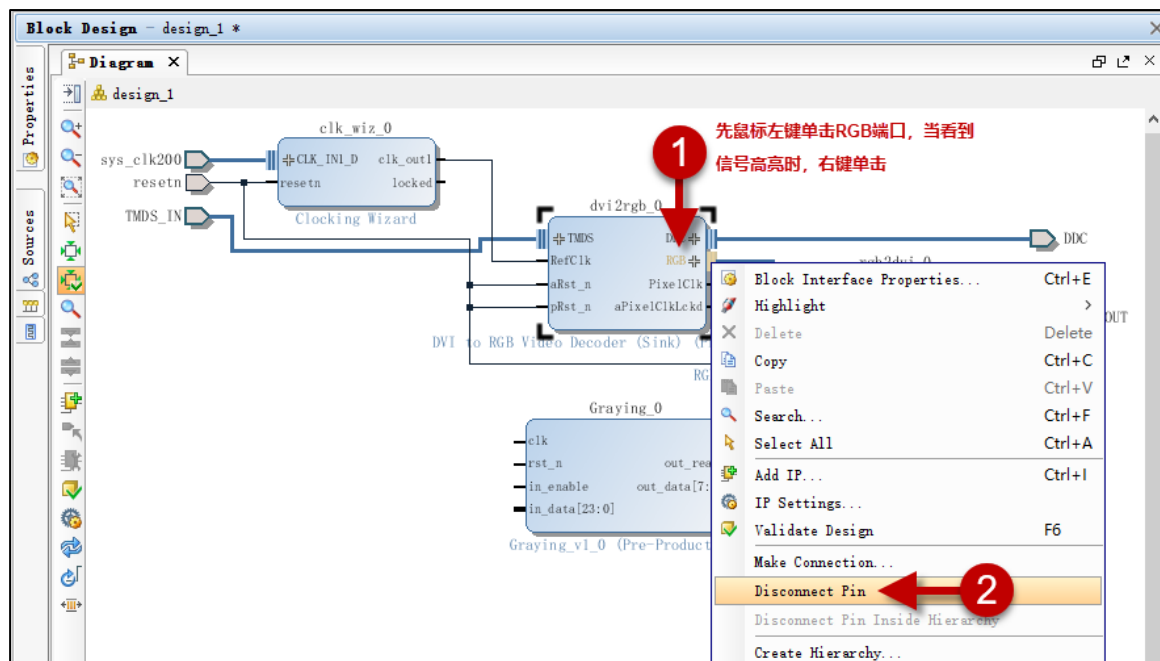 Block Design - design_1 *
Properties
Sources
Diagram
design_1
clk_wiz_0
sys_clk200
resetn
TMDS_IN
CLK_IN1_D
clk_out1
resetn
locked
Clocking Wizard
1
先鼠标左键单击RGB端口，当看到
信号高亮时，右键单击
dvi2rgb_0
TMDS
RefClk
RGB
aRst_n
PixelClk
pRst_n
aPixelClkLckd
DVI to RGB Video Decoder (Sink)
DDC
OUT
RG
Graying_0
clk
rst_n
in_enable
out_data[7:
in_data[23:0]
Graying_v1_0 (Pre-Product
Block Interface Properties... Ctrl+E
Highlight
Delete Delete
Copy Ctrl+C
Paste Ctrl+V
Search... Ctrl+F
Select All Ctrl+A
Add IP... Ctrl+I
IP Settings...
Validate Design F6
Make Connection...
Disconnect Pin
2
Disconnect Pin Inside Hierarchy
Create Hierarchy...